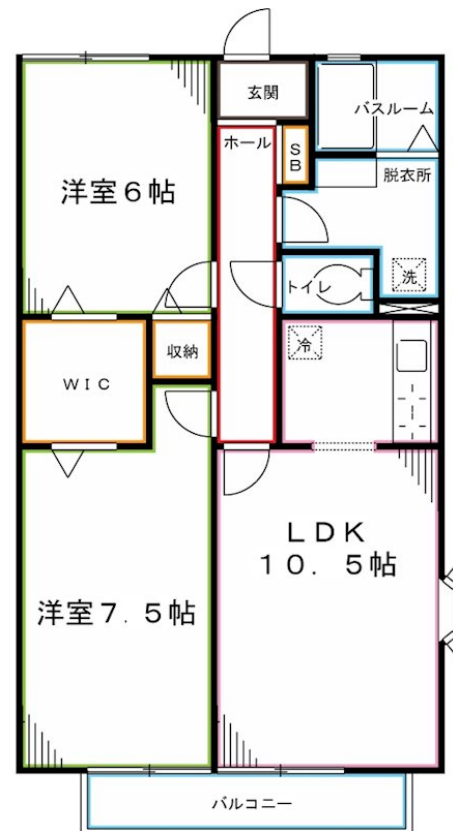 玄関
バスルーム
ホール
SB
脱衣所
洋室6帖
洗
トイレ
収納
冷
WIC
LDK
10.5帖
洋室7.5帖
バルコニー